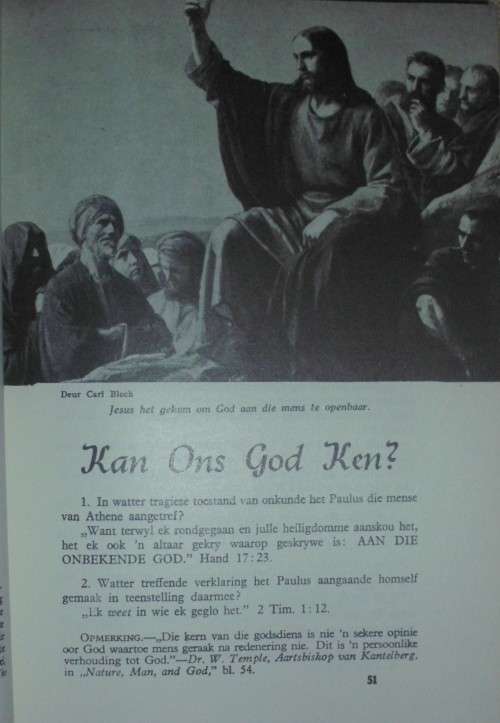 Deur Carl Bloch
Jesus het gekom om God aan die mens te openbaar.
Kan Ons God Ken?
1. In watter tragiese toestand van onkunde het Paulus die mense
van Athene aangetref?
„Want terwyl ek rondgegaan en julle heiligdomme aanskou het,
het ek ook 'n altaar gekry waarop geskrywe is: AAN DIE
ONBEKENDE GOD.” Hand 17:23.
2. Watter treffende verklaring het Paulus aangaande homself
gemaak in teenstelling daarmee?
„Ek weet in wie ek geglo het.” 2 Tim. 1:12.
OPMERKING.—„Die kern van die godsdiens is nie 'n sekere opinie
oor God waartoe mens geraak na redenering nie. Dit is 'n persoonlike
verhouding tot God.”—Dr. W. Temple, Aartsbishop van Kantelberg,
in „Nature, Man, and God,” bl. 54.
51